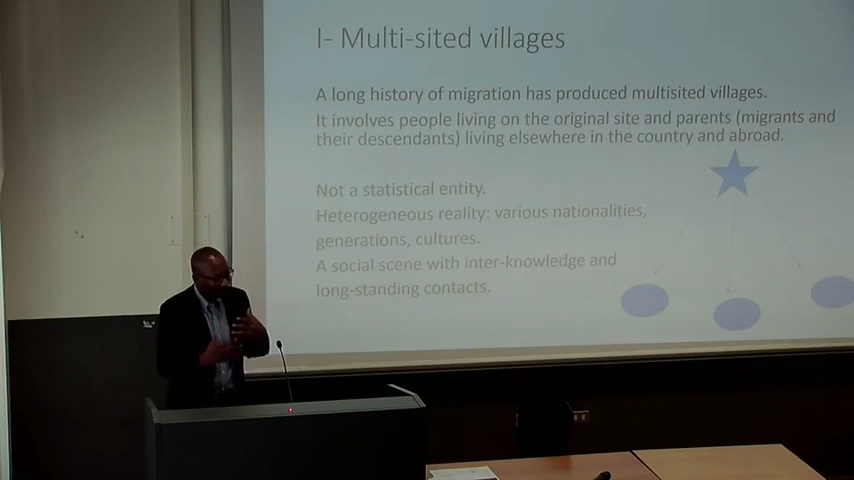 I- Multi-sited villages
A long history of migration has produced multisited villages.
It involves people living on the original site and parents (migrants and
their descendants) living elsewhere in the country and abroad.
Not a statistical entity.
Heterogeneous reality: various nationalities,
generations, cultures.
A social scene with inter-knowledge and
long-standing contacts.